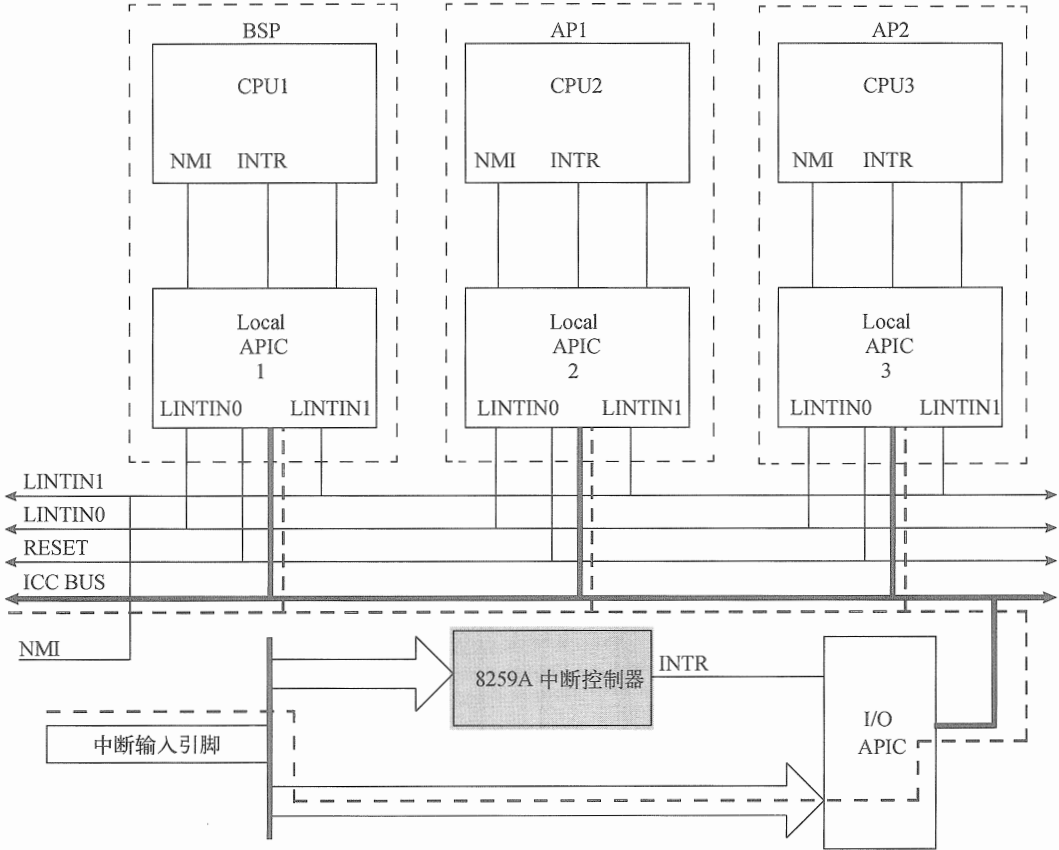 BSP
AP1
AP2
CPU1
CPU2
CPU3
NMI INTR
NMI INTR
NMI INTR
Local
APIC
1
Local
APIC
2
Local
APIC
3
LINTIN0 LINTIN1
LINTIN0 LINTIN1
LINTIN0 LINTIN1
LINTIN1
LINTIN0
RESET
ICC BUS
NMI
8259A 中断控制器
INTR
中断输入引脚
I/O
APIC